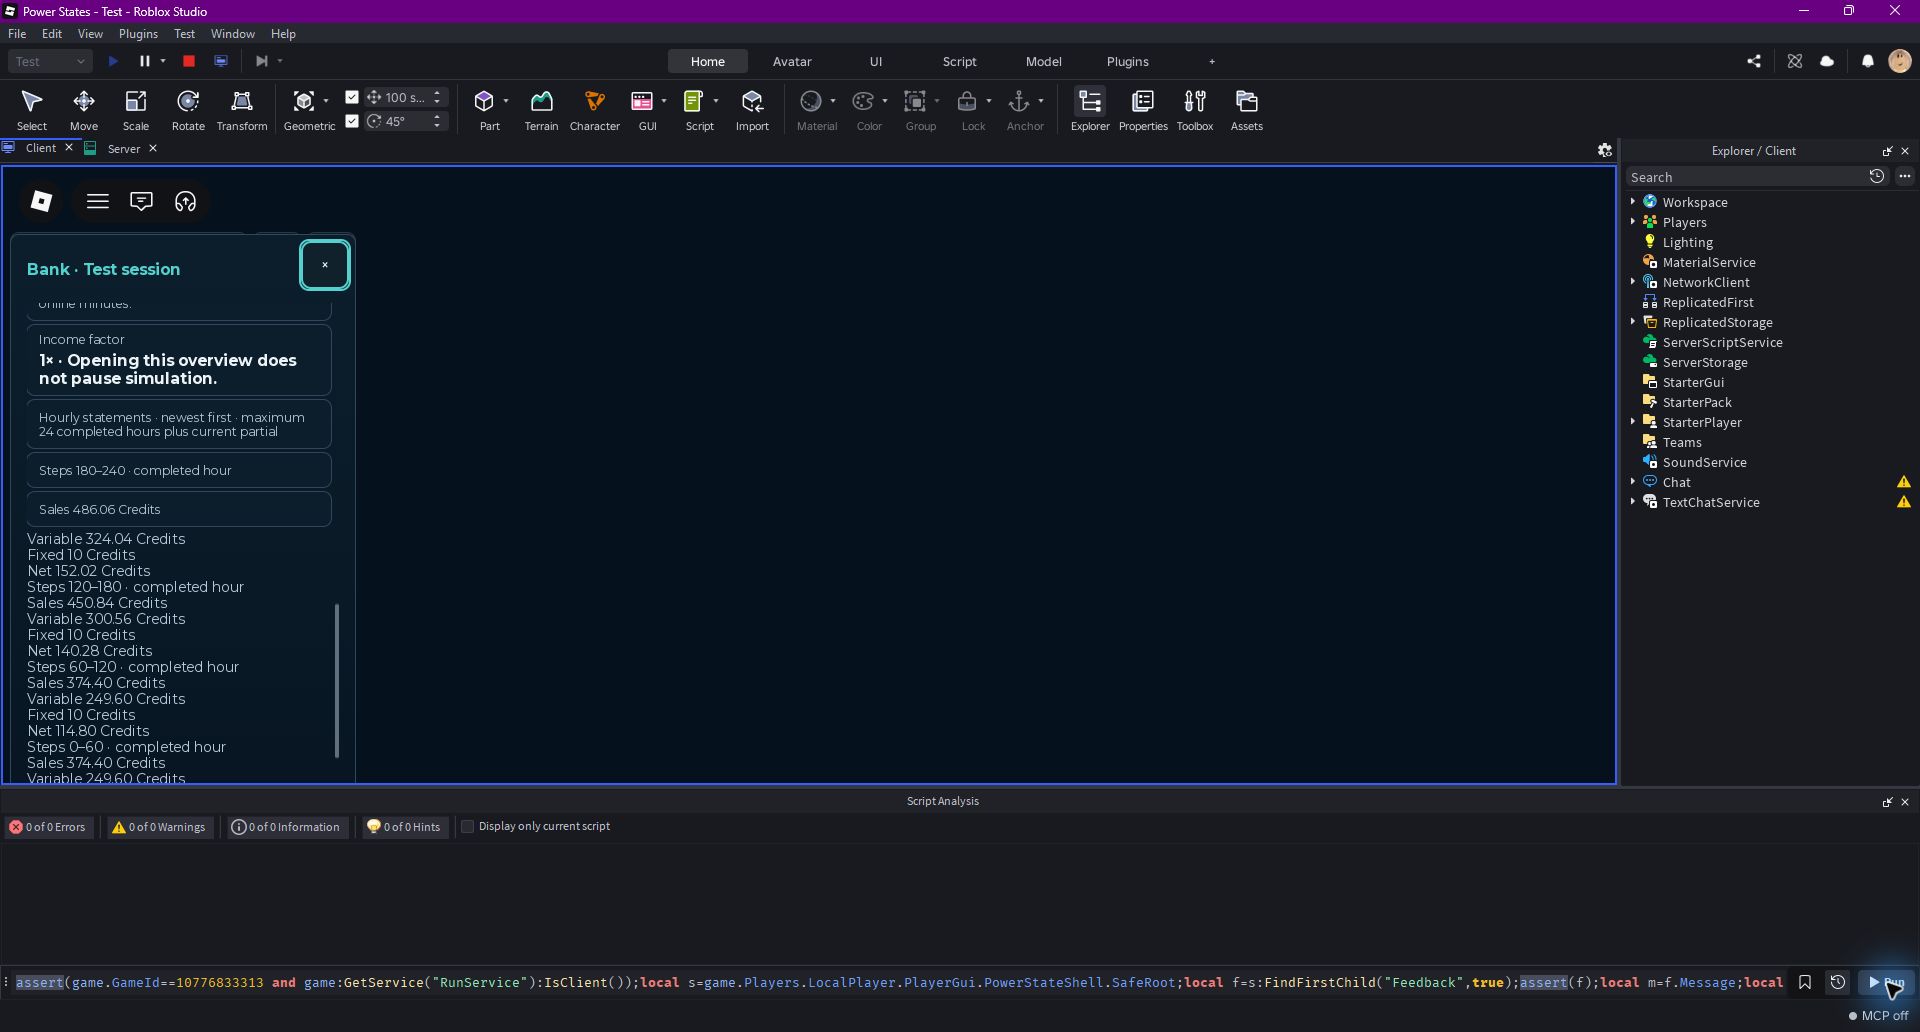 Power States - Test - Roblox Studio
File Edit View Plugins Test Window Help
Test
Home Avatar UI Script Model Plugins +
100 s...
45°
Select Move Scale Rotate Transform Geometric Part Terrain Character GUI Script Import Material Color Group Lock Anchor Explorer Properties Toolbox Assets
Client Server
Explorer / Client
Search
Workspace
Players
Lighting
MaterialService
NetworkClient
ReplicatedFirst
ReplicatedStorage
ServerScriptService
ServerStorage
StarterGui
StarterPack
StarterPlayer
Teams
SoundService
Chat
TextChatService
Bank · Test session
×
online minutes.
Income factor
1× · Opening this overview does
not pause simulation.
Hourly statements · newest first · maximum
24 completed hours plus current partial
Steps 180–240 · completed hour
Sales 486.06 Credits
Variable 324.04 Credits
Fixed 10 Credits
Net 152.02 Credits
Steps 120–180 · completed hour
Sales 450.84 Credits
Variable 300.56 Credits
Fixed 10 Credits
Net 140.28 Credits
Steps 60–120 · completed hour
Sales 374.40 Credits
Variable 249.60 Credits
Fixed 10 Credits
Net 114.80 Credits
Steps 0–60 · completed hour
Sales 374.40 Credits
Variable 249.60 Credits
Script Analysis
0 of 0 Errors 0 of 0 Warnings 0 of 0 Information 0 of 0 Hints Display only current script
assert(game.GameId==10776833313 and game:GetService("RunService"):IsClient());local s=game.Players.LocalPlayer.PlayerGui.PowerStateShell.SafeRoot;local f=s:FindFirstChild("Feedback",true);assert(f);local m=f.Message;local
MCP off